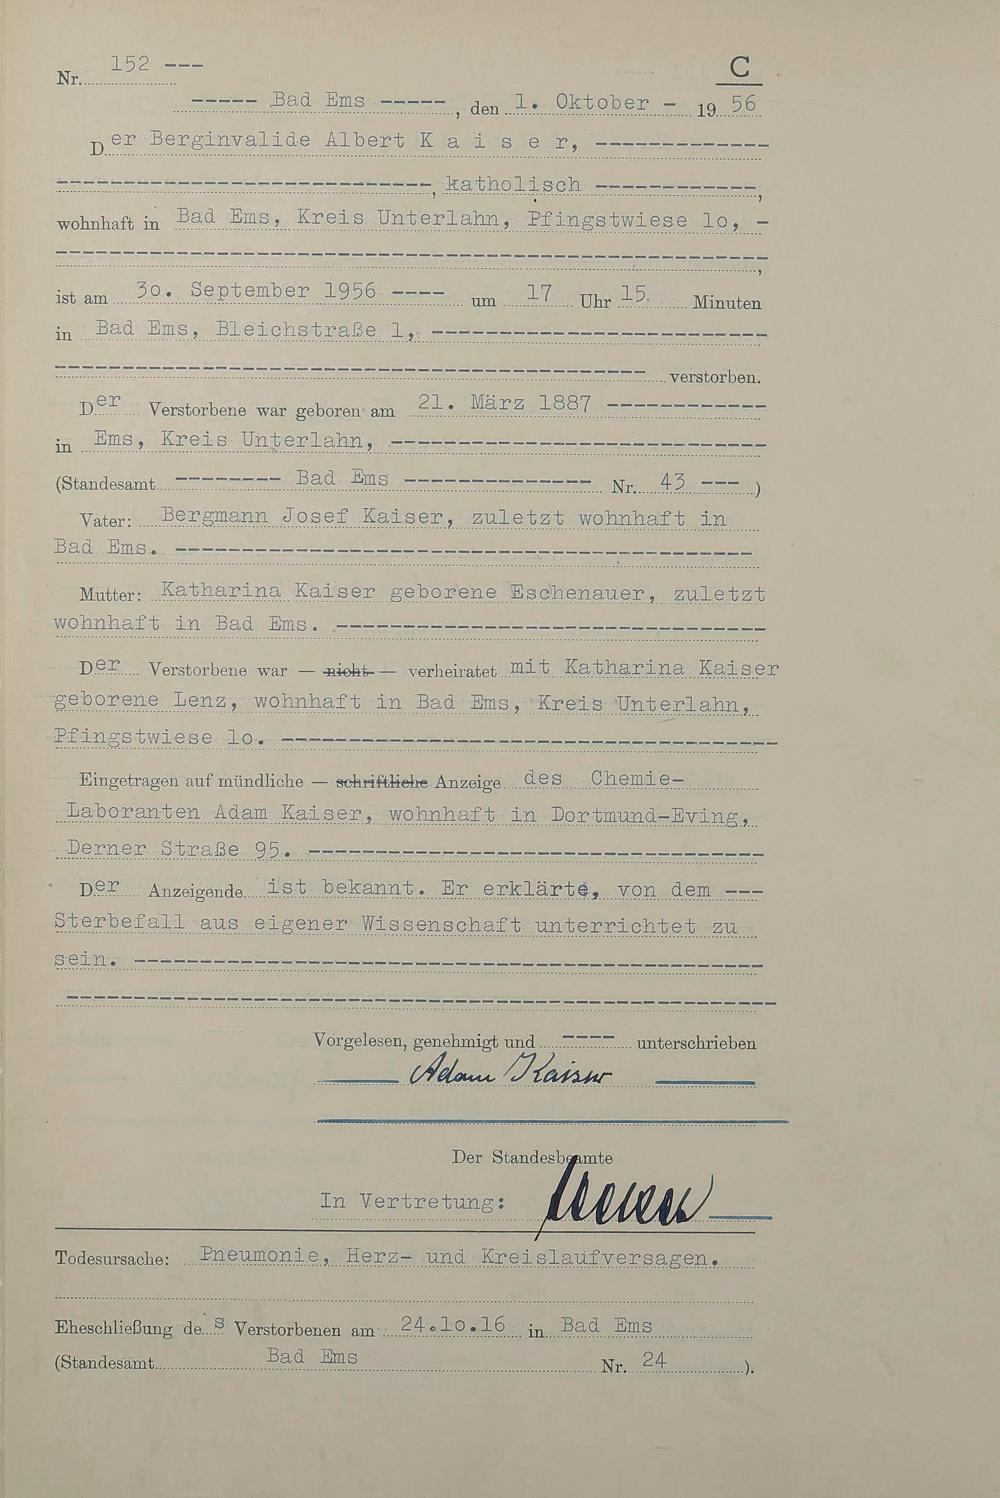 C
Nr. 152 ---
----- Bad Ems -----, den 1. Oktober - 19 56
Der Berginvalide Albert K a i s e r, -------------
----------------------------, katholisch ------------,
wohnhaft in Bad Ems, Kreis Unterlahn, Pfingstwiese lo, -
-----------------------------------------------------,
ist am 3o. September 1956 ---- um 17 Uhr 15 Minuten
in Bad Ems, Bleichstraße 1, -------------------------
-------------------------------------------- verstorben.
Der Verstorbene war geboren am 21. März 1887 ------------
in Ems, Kreis Unterlahn, ----------------------------
(Standesamt -------- Bad Ems -------------- Nr. 43 --- )
Vater: Bergmann Josef Kaiser, zuletzt wohnhaft in
Bad Ems. -------------------------------------------
Mutter: Katharina Kaiser geborene Eschenauer, zuletzt
wohnhaft in Bad Ems. --------------------------------
Der Verstorbene war — nicht — verheiratet mit Katharina Kaiser
geborene Lenz, wohnhaft in Bad Ems, Kreis Unterlahn,
Pfingstwiese lo. -------------------------------------
Eingetragen auf mündliche — schriftliche Anzeige des Chemie-
Laboranten Adam Kaiser, wohnhaft in Dortmund-Eving,
Derner Straße 95. ----------------------------------
Der Anzeigende ist bekannt. Er erklärte, von dem ---
Sterbefall aus eigener Wissenschaft unterrichtet zu
sein. -----------------------------------------------
-----------------------------------------------------
Vorgelesen, genehmigt und ---- unterschrieben
Adam Kaiser
Der Standesbeamte
In Vertretung:
Todesursache: Pneumonie, Herz- und Kreislaufversagen.
Eheschließung des Verstorbenen am 24.lo.16 in Bad Ems
(Standesamt Bad Ems Nr. 24 ).